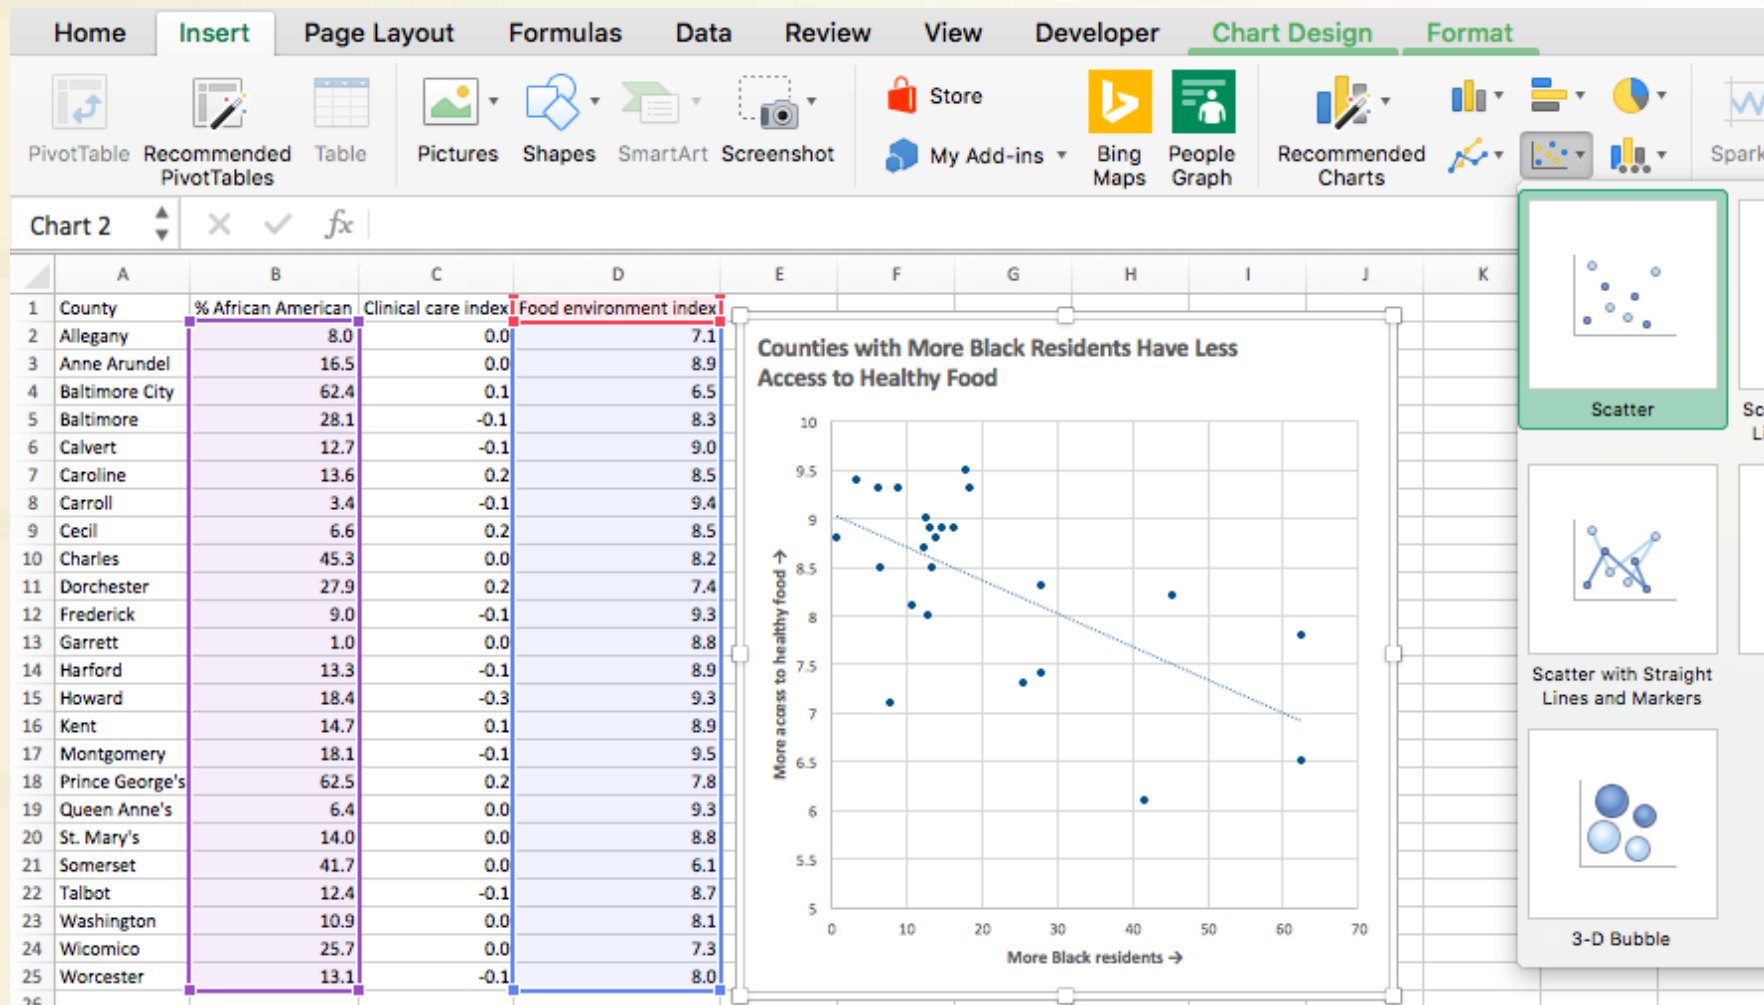 Home Insert Page Layout Formulas Data Review View Developer Chart Design Format
Store
PivotTable Recommended PivotTables Table Pictures Shapes SmartArt Screenshot My Add-ins Bing Maps People Graph Recommended Charts
Chart 2 fx
A B C D E F G H I J K
1 County % African American Clinical care index Food environment index
2 Allegany 8.0 0.0 7.1
3 Anne Arundel 16.5 0.0 8.9
4 Baltimore City 62.4 0.1 6.5
5 Baltimore 28.1 -0.1 8.3
6 Calvert 12.7 -0.1 9.0
7 Caroline 13.6 0.2 8.5
8 Carroll 3.4 -0.1 9.4
9 Cecil 6.6 0.2 8.5
10 Charles 45.3 0.0 8.2
11 Dorchester 27.9 0.2 7.4
12 Frederick 9.0 -0.1 9.3
13 Garrett 1.0 0.0 8.8
14 Harford 13.3 -0.1 8.9
15 Howard 18.4 -0.3 9.3
16 Kent 14.7 0.1 8.9
17 Montgomery 18.1 -0.1 9.5
18 Prince George's 62.5 0.2 7.8
19 Queen Anne's 6.4 0.0 9.3
20 St. Mary's 14.0 0.0 8.8
21 Somerset 41.7 0.0 6.1
22 Talbot 12.4 -0.1 8.7
23 Washington 10.9 0.0 8.1
24 Wicomico 25.7 0.0 7.3
25 Worcester 13.1 -0.1 8.0
26
Counties with More Black Residents Have Less
Access to Healthy Food
More access to healthy food →
10
9.5
9
8.5
8
7.5
7
6.5
6
5.5
5
0 10 20 30 40 50 60 70
More Black residents →
Scatter
Scatter with Straight
Lines and Markers
3-D Bubble